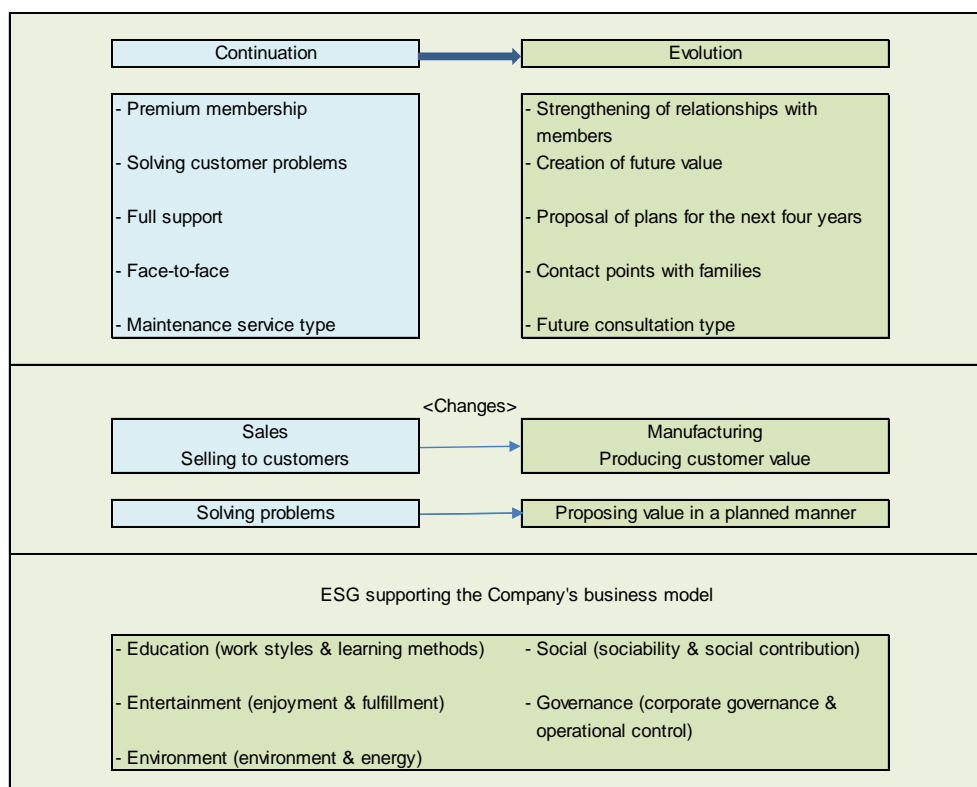 Continuation
Evolution
- Premium membership
- Solving customer problems
- Full support
- Face-to-face
- Maintenance service type
- Strengthening of relationships with
members
- Creation of future value
- Proposal of plans for the next four years
- Contact points with families
- Future consultation type
<Changes>
Sales
Selling to customers
Manufacturing
Producing customer value
Solving problems
Proposing value in a planned manner
ESG supporting the Company's business model
- Education (work styles & learning methods)
- Entertainment (enjoyment & fulfillment)
- Environment (environment & energy)
- Social (sociability & social contribution)
- Governance (corporate governance &
operational control)